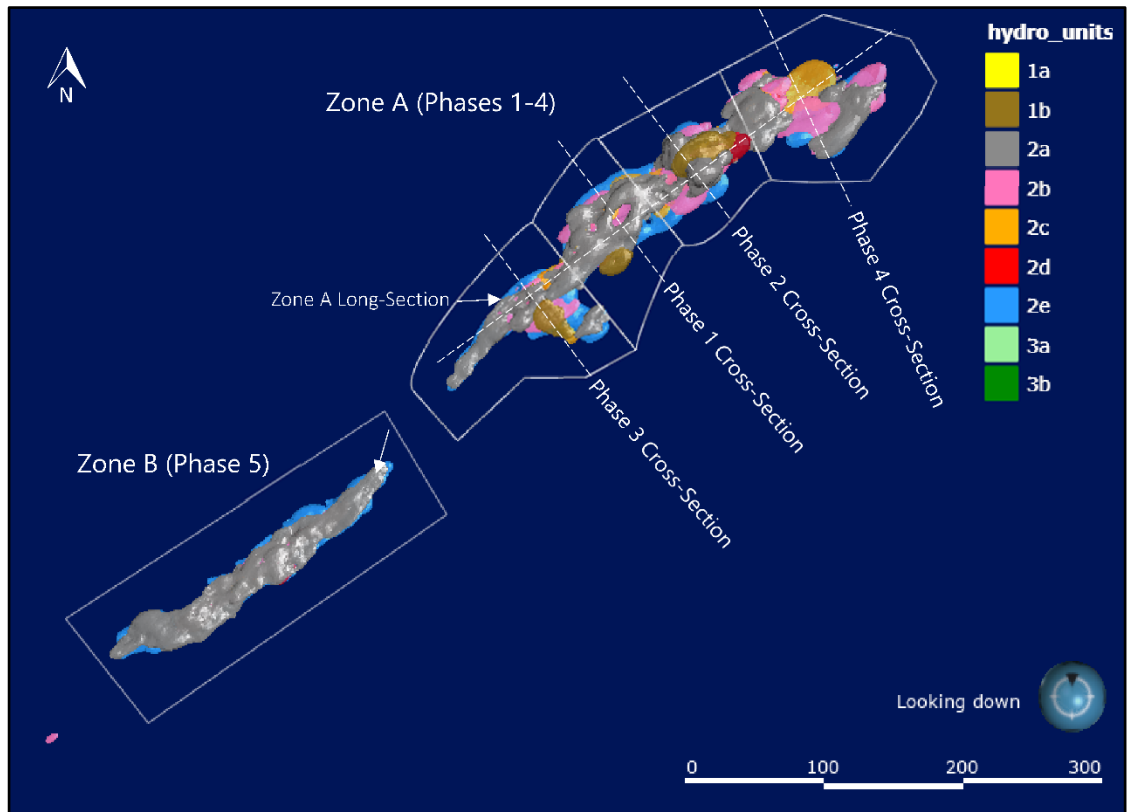 hydro_units
1a
1b
2a
2b
2c
2d
2e
3a
3b
N
Zone A (Phases 1-4)
Zone A Long-Section
Phase 4 Cross-Section
Phase 2 Cross-Section
Phase 1 Cross-Section
Phase 3 Cross-Section
Zone B (Phase 5)
Looking down
0 100 200 300